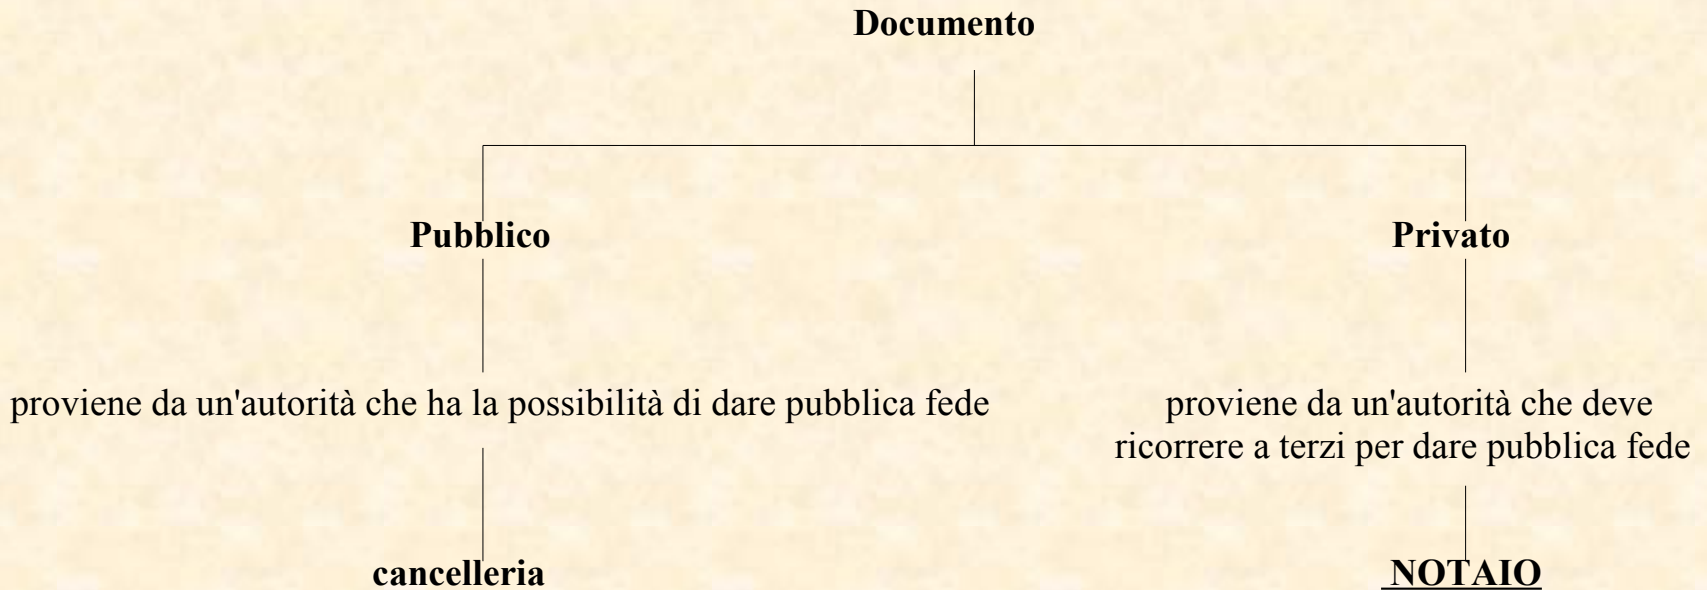 Documento
Pubblico
Privato
proviene da un'autorità che ha la possibilità di dare pubblica fede
proviene da un'autorità che deve
ricorrere a terzi per dare pubblica fede
cancelleria
NOTAIO